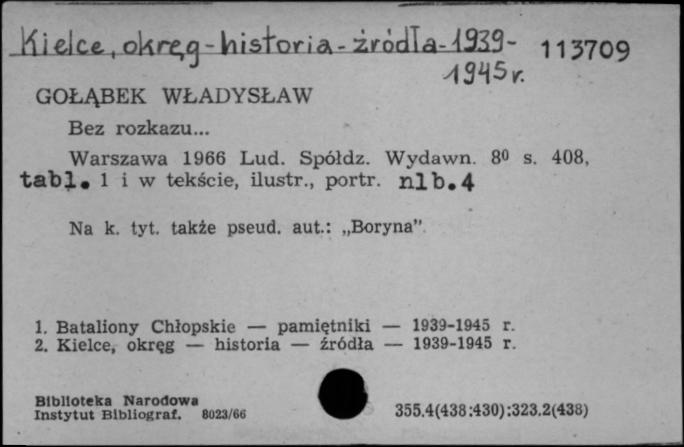 Kielce, okręg - historia - źródła - 1939-
1945 r.
113709
GOŁĄBEK WŁADYSŁAW
Bez rozkazu...
Warszawa 1966 Lud. Spółdz. Wydawn. 8⁰ s. 408,
tabl. 1 i w tekście, ilustr., portr. nlb. 4
Na k. tyt. także pseud. aut.: „Boryna”
1. Bataliony Chłopskie — pamiętniki — 1939-1945 r.
2. Kielce, okręg — historia — źródła — 1939-1945 r.
Biblioteka Narodowa
Instytut Bibliograf. 8023/66
355.4(438:430):323.2(438)